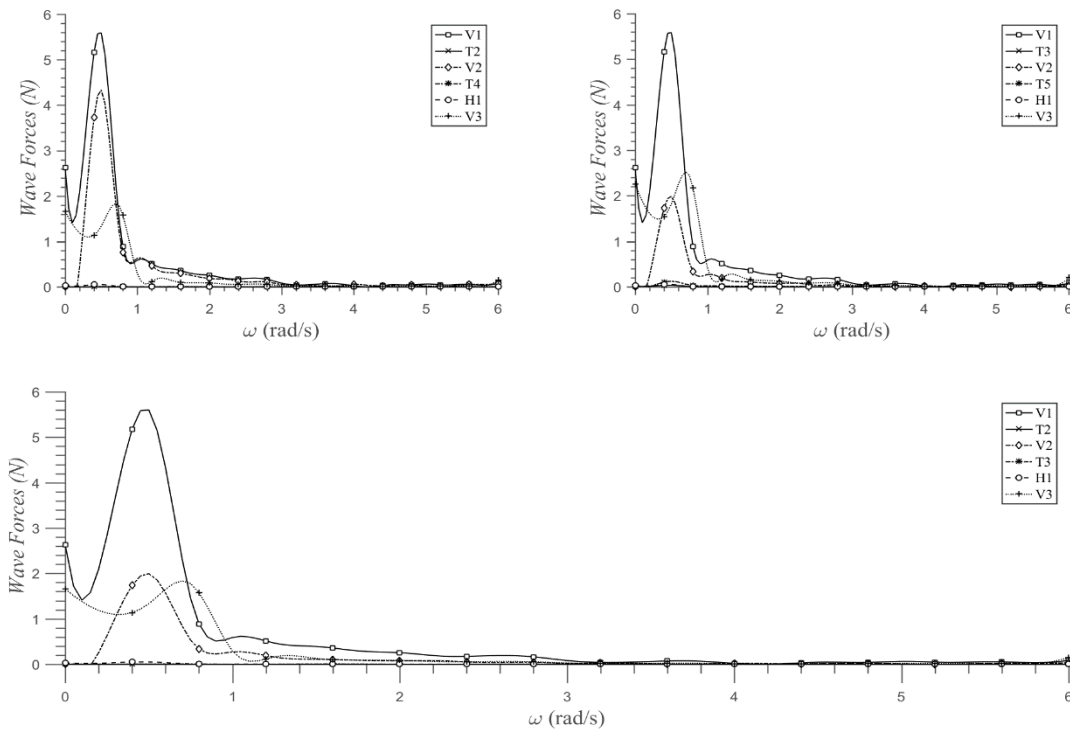 6
5
4
3
2
1
0
Wave Forces (N)
0 1 2 3 4 5 6
ω (rad/s)
V1
T2
V2
T4
H1
V3
6
5
4
3
2
1
0
Wave Forces (N)
0 1 2 3 4 5 6
ω (rad/s)
V1
T3
V2
T5
H1
V3
6
5
4
3
2
1
0
Wave Forces (N)
0 1 2 3 4 5 6
ω (rad/s)
V1
T2
V2
T3
H1
V3